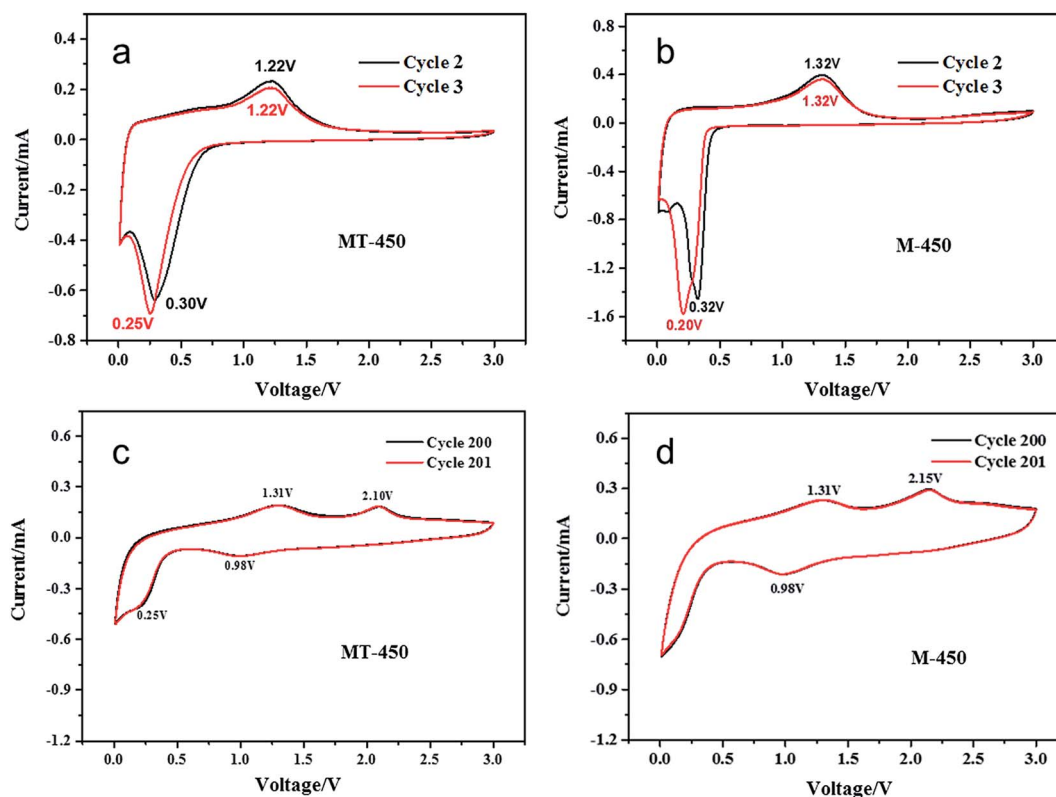 a
Cycle 2
Cycle 3
1.22V
1.22V
0.30V
0.25V
MT-450
0.4
0.2
0.0
-0.2
-0.4
-0.6
-0.8
Current/mA
0.0 0.5 1.0 1.5 2.0 2.5 3.0
Voltage/V
b
Cycle 2
Cycle 3
1.32V
1.32V
0.32V
0.20V
M-450
0.8
0.4
0.0
-0.4
-0.8
-1.2
-1.6
Current/mA
0.0 0.5 1.0 1.5 2.0 2.5 3.0
Voltage/V
c
Cycle 200
Cycle 201
1.31V
2.10V
0.98V
0.25V
MT-450
0.6
0.3
0.0
-0.3
-0.6
-0.9
-1.2
Current/mA
0.0 0.5 1.0 1.5 2.0 2.5 3.0
Voltage/V
d
Cycle 200
Cycle 201
1.31V
2.15V
0.98V
M-450
0.6
0.3
0.0
-0.3
-0.6
-0.9
-1.2
Current/mA
0.0 0.5 1.0 1.5 2.0 2.5 3.0
Voltage/V